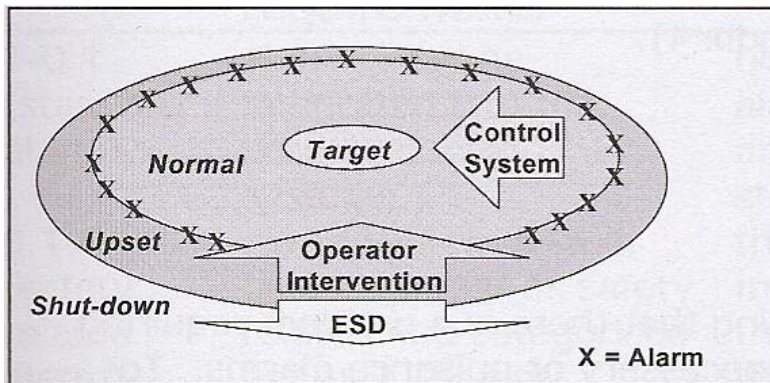 X X X X X X X X X X X X X X X X X X X X
Control
System
Target
Normal
Upset
Operator
Intervention
Shut-down
ESD
X = Alarm